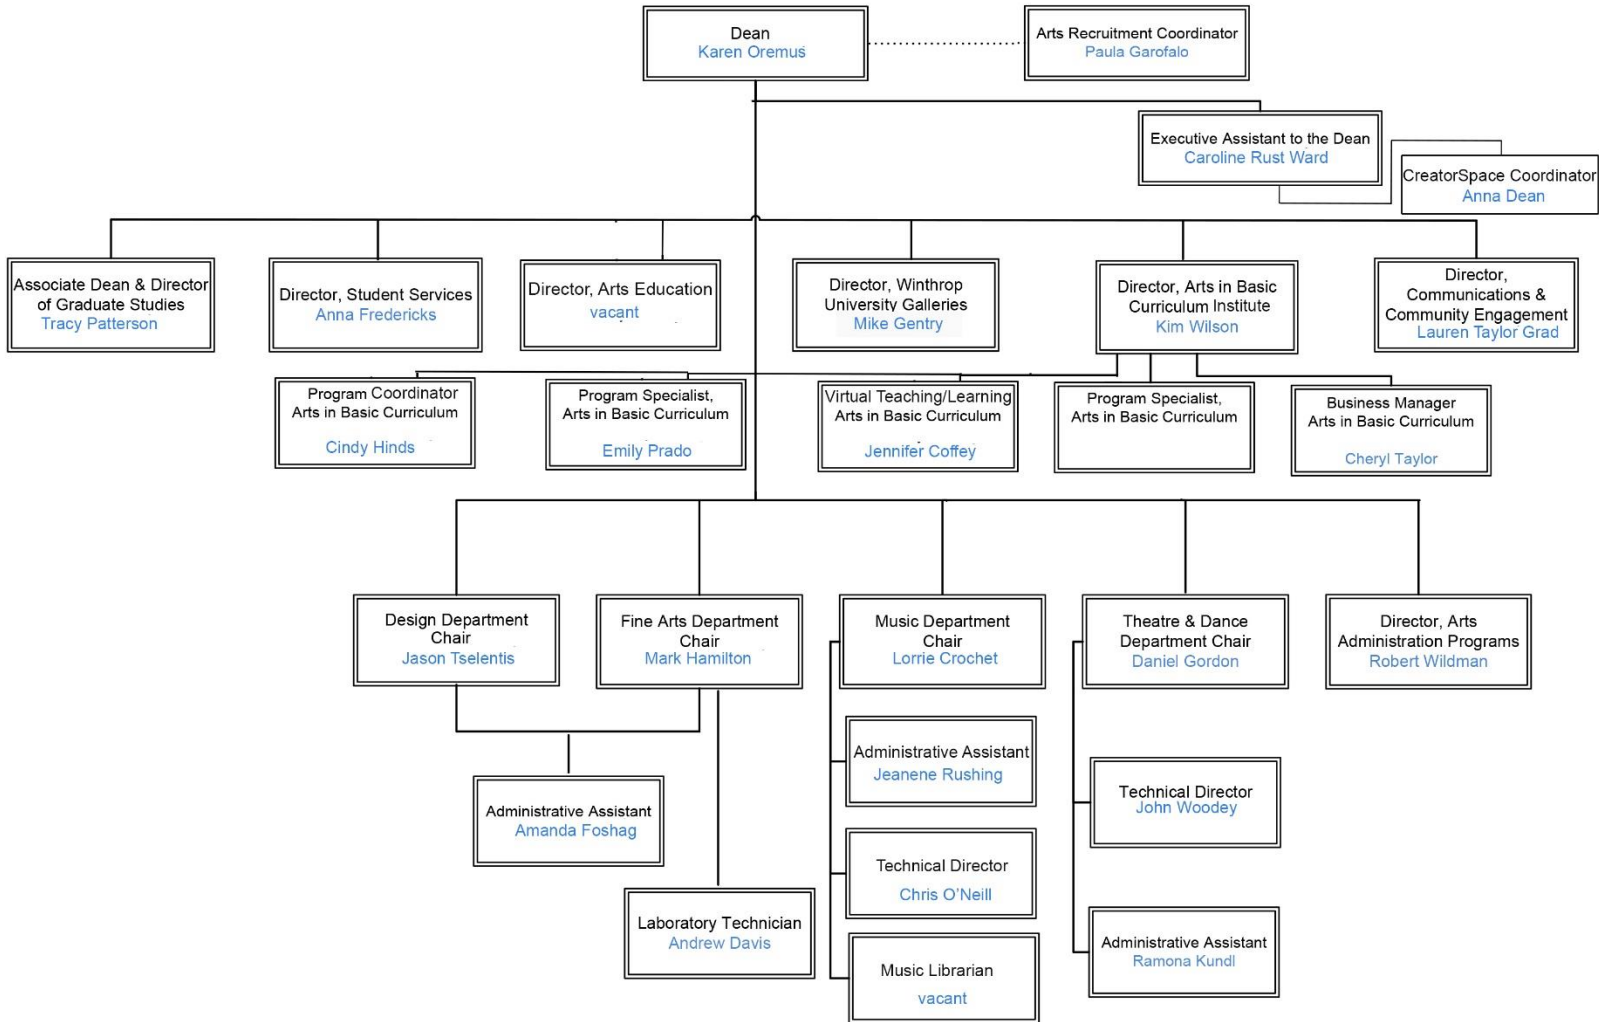 Dean
Karen Oremus
Arts Recruitment Coordinator
Paula Garofalo
Executive Assistant to the Dean
Caroline Rust Ward
CreatorSpace Coordinator
Anna Dean
Associate Dean & Director
of Graduate Studies
Tracy Patterson
Director, Student Services
Anna Fredericks
Director, Arts Education
vacant
Director, Winthrop
University Galleries
Mike Gentry
Director, Arts in Basic
Curriculum Institute
Kim Wilson
Director,
Communications &
Community Engagement
Lauren Taylor Grad
Program Coordinator
Arts in Basic Curriculum
Cindy Hinds
Program Specialist,
Arts in Basic Curriculum
Emily Prado
Virtual Teaching/Learning
Arts in Basic Curriculum
Jennifer Coffey
Program Specialist,
Arts in Basic Curriculum
Business Manager
Arts in Basic Curriculum
Cheryl Taylor
Design Department
Chair
Jason Tselentis
Fine Arts Department
Chair
Mark Hamilton
Music Department
Chair
Lorrie Crochet
Theatre & Dance
Department Chair
Daniel Gordon
Director, Arts
Administration Programs
Robert Wildman
Administrative Assistant
Amanda Foshag
Laboratory Technician
Andrew Davis
Administrative Assistant
Jeanene Rushing
Technical Director
Chris O'Neill
Music Librarian
vacant
Technical Director
John Woodey
Administrative Assistant
Ramona Kundl